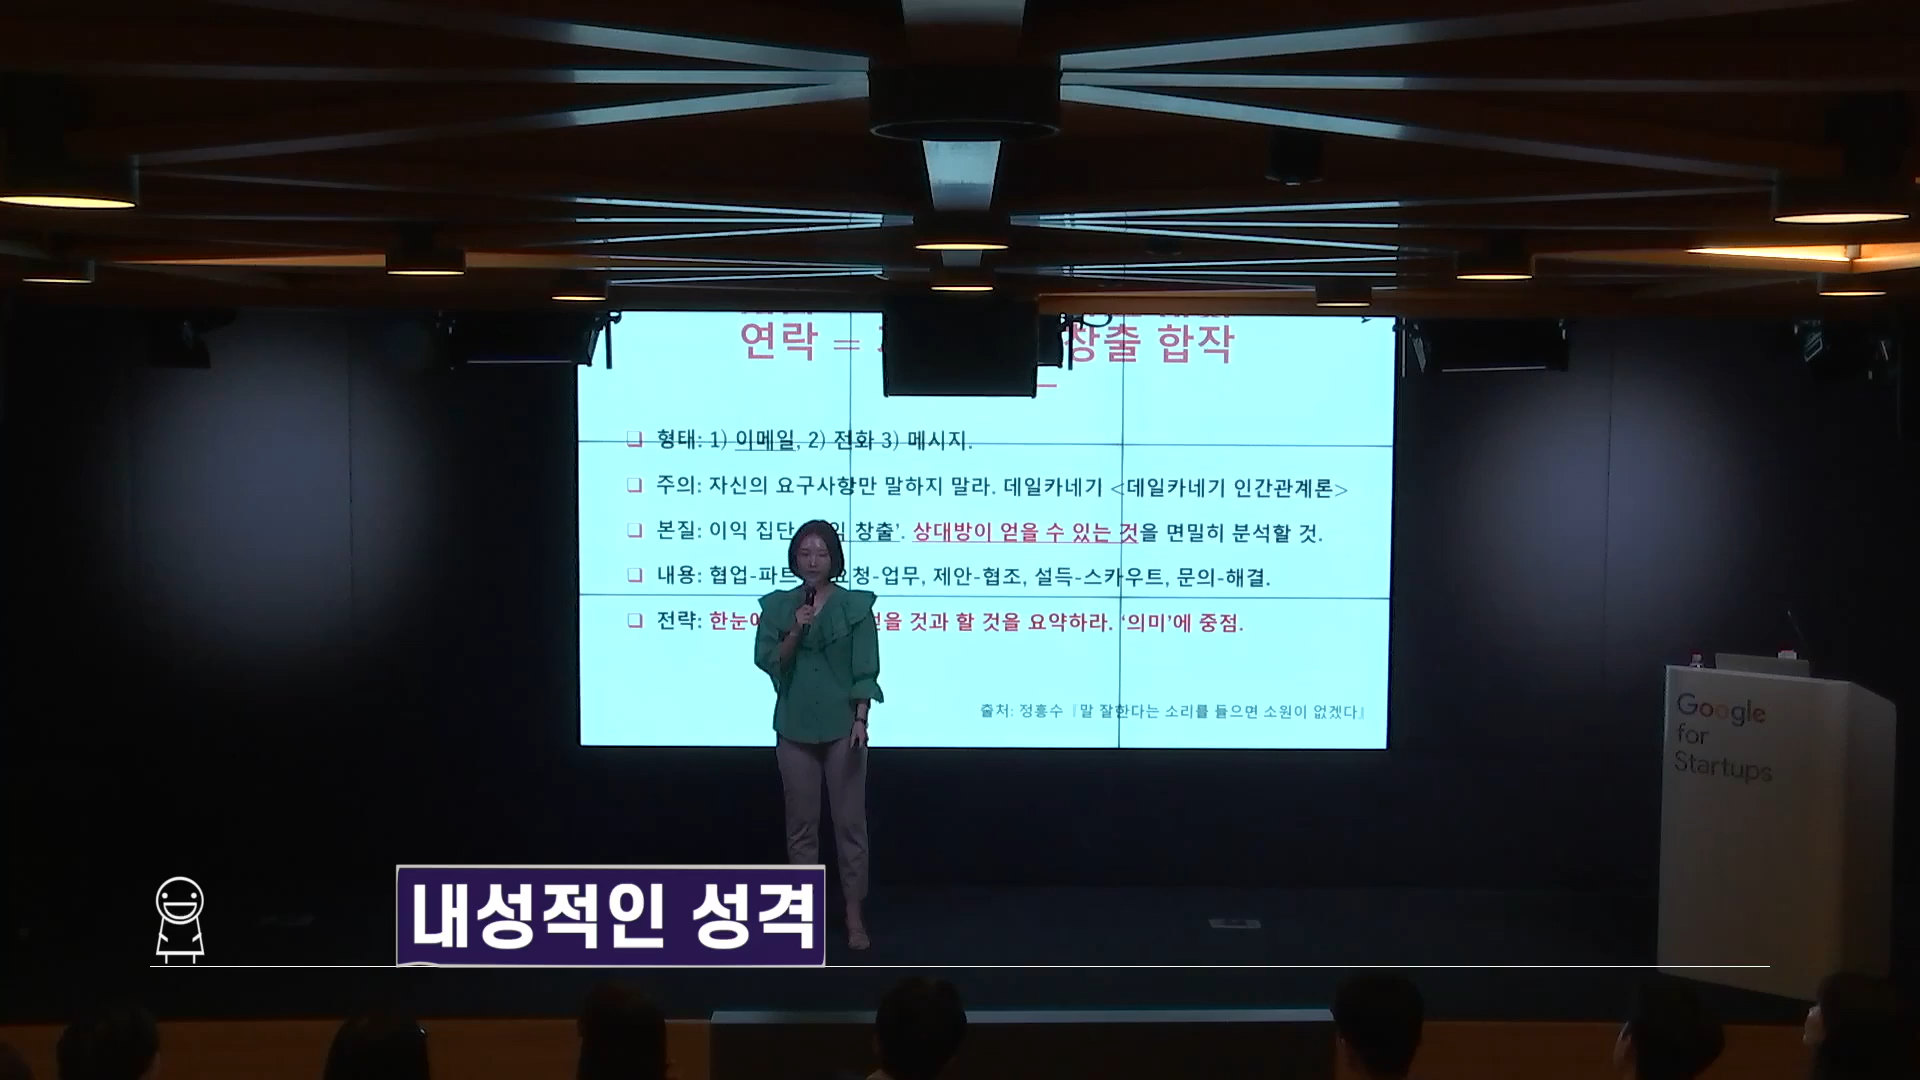 연락 = 창출 합작
❑ 형태: 1) 이메일, 2) 전화 3) 메시지.
❑ 주의: 자신의 요구사항만 말하지 말라. 데일카네기 <데일카네기 인간관계론>
❑ 본질: 이익 집단 창출’. 상대방이 얻을 수 있는 것을 면밀히 분석할 것.
❑ 내용: 협업-파트 요청-업무, 제안-협조, 설득-스카우트, 문의-해결.
❑ 전략: 한눈에 얻을 것과 할 것을 요약하라. ‘의미’에 중점.
출처: 정흥수『말 잘한다는 소리를 들으면 소원이 없겠다』
Google
for
Startups
내성적인 성격